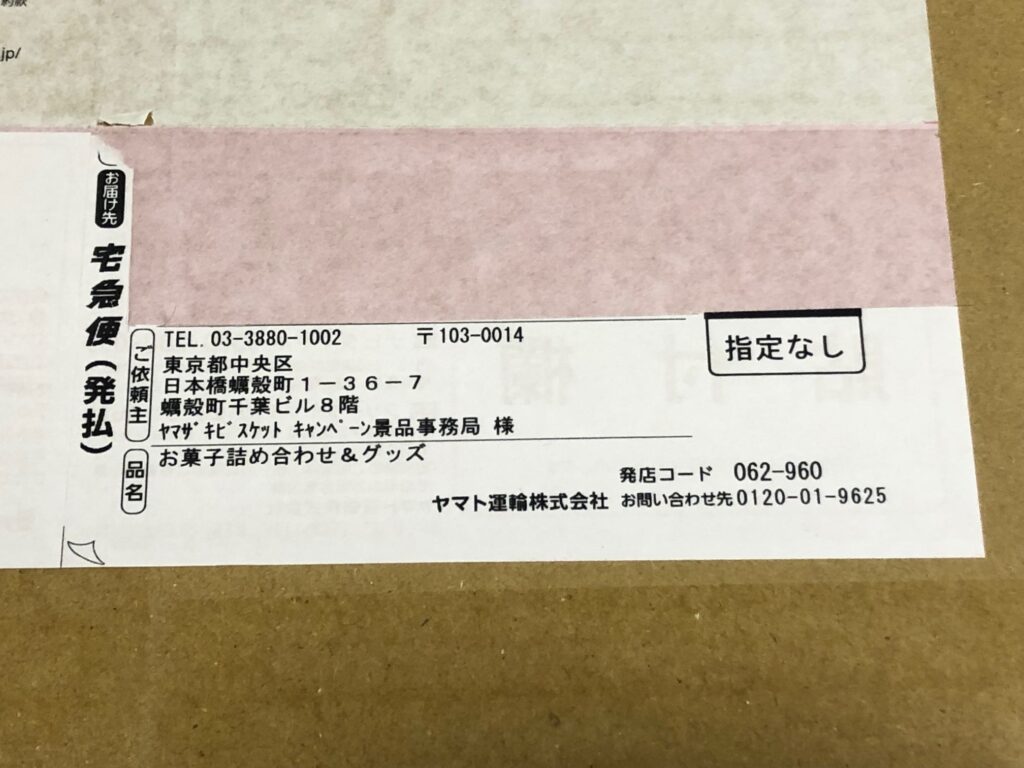 jp/
お届け先
宅急便(発払)
ご依頼主
TEL. 03-3880-1002 〒103-0014
東京都中央区
日本橋蠣殻町1-36-7
蠣殻町千葉ビル8階
ヤマザキビスケット キャンペーン景品事務局 様
指定なし
品名
お菓子詰め合わせ&グッズ
発店コード 062-960
ヤマト運輸株式会社 お問い合わせ先0120-01-9625